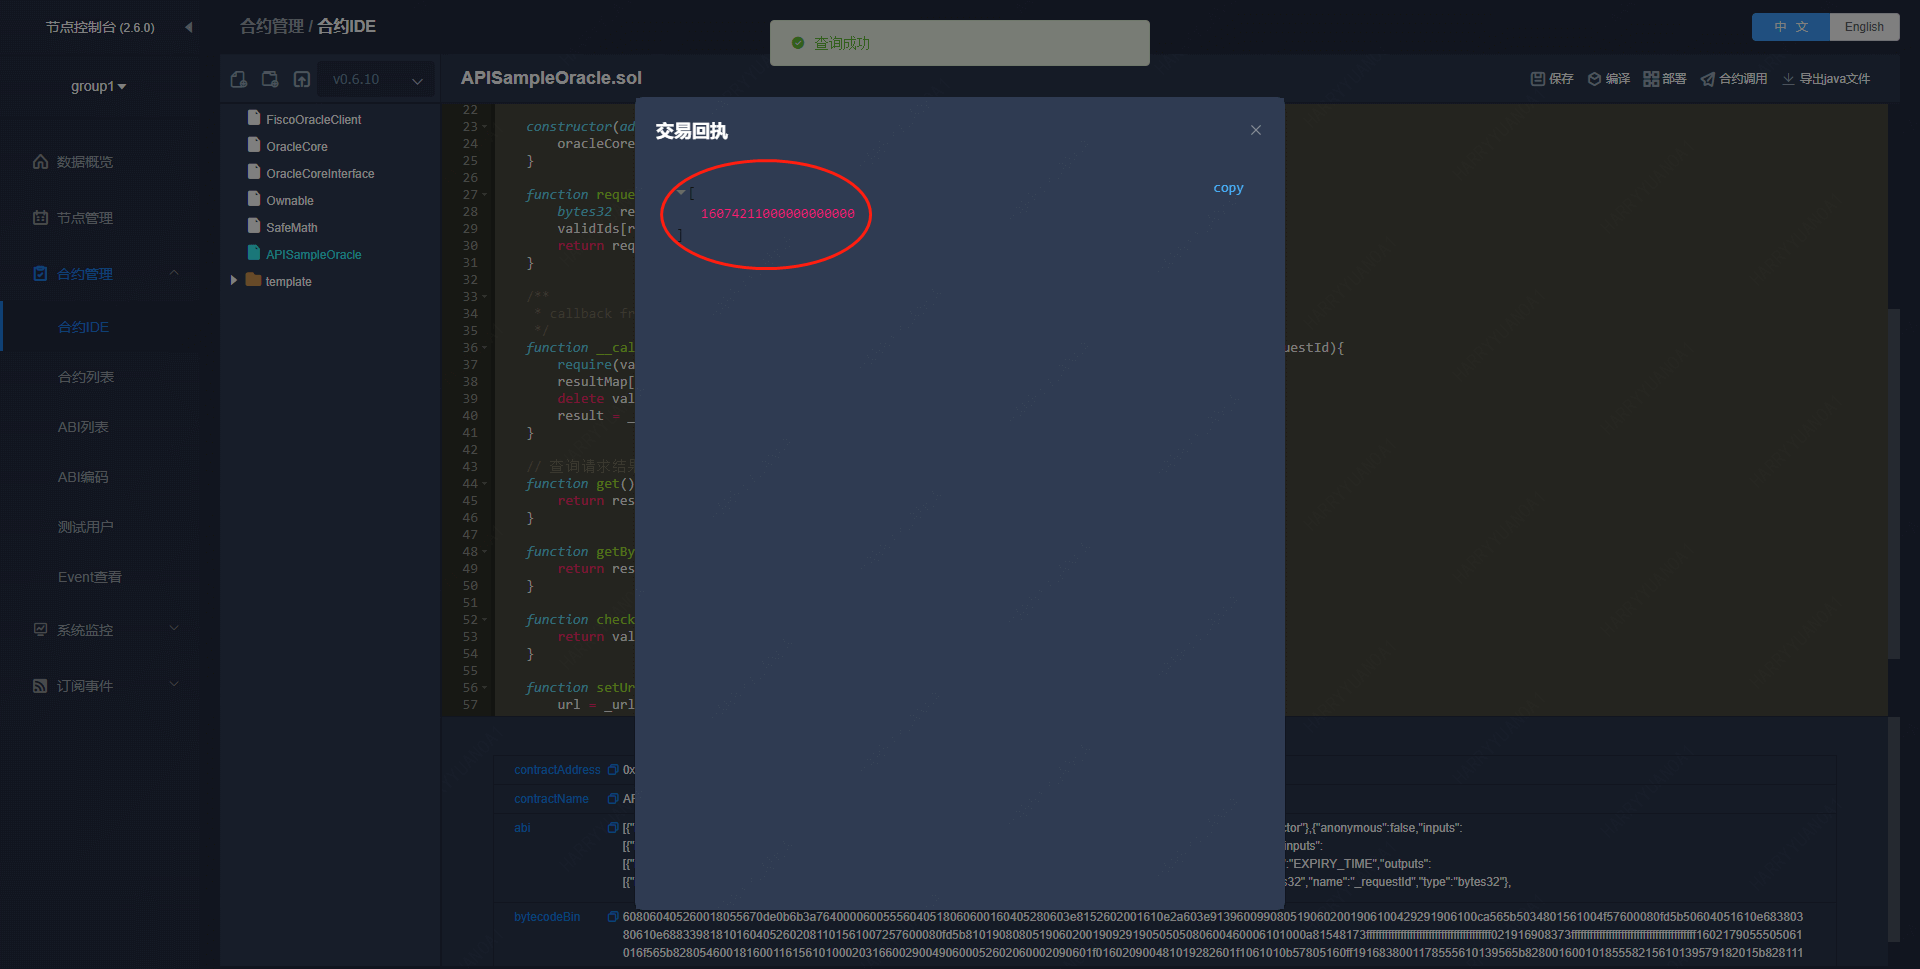 节点控制台 (2.6.0)
合约管理 / 合约IDE
查询成功
中 文
English
group1
v0.6.10
APISampleOracle.sol
保存
编译
部署
合约调用
导出java文件
数据概览
节点管理
合约管理
合约IDE
合约列表
ABI列表
ABI编码
测试用户
Event查看
系统监控
订阅事件
FiscoOracleClient
OracleCore
OracleCoreInterface
Ownable
SafeMath
APISampleOracle
template
交易回执
copy
[
16074211000000000000
]
22
23 constructor(ad
24 oracleCore
25 }
26
27 function reque
28 bytes32 re
29 validIds[r
30 return req
31 }
32
33 /**
34 * callback fr
35 */
36 function __cal uestId){
37 require(va
38 resultMap[
39 delete val
40 result = _
41 }
42
43 // 查询请求结果
44 function get()
45 return res
46 }
47
48 function getBy
49 return res
50 }
51
52 function check
53 return val
54 }
55
56 function setUr
57 url = _url
contractAddress 0x
contractName AP
abi [{" tor"},{"anonymous":false,"inputs":
[{" inputs":
[{" :"EXPIRY_TIME","outputs":
[{" s32","name":"_requestId","type":"bytes32"},
bytecodeBin